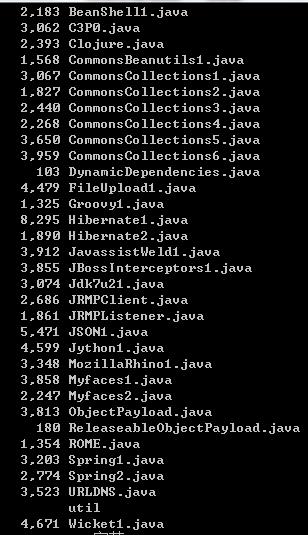 2,183 BeanShell1.java
3,062 C3P0.java
2,393 Clojure.java
1,568 CommonsBeanutils1.java
3,067 CommonsCollections1.java
1,827 CommonsCollections2.java
2,440 CommonsCollections3.java
2,268 CommonsCollections4.java
3,650 CommonsCollections5.java
3,959 CommonsCollections6.java
103 DynamicDependencies.java
4,479 FileUpload1.java
1,325 Groovy1.java
8,295 Hibernate1.java
1,890 Hibernate2.java
3,912 JavassistWeld1.java
3,855 JBossInterceptors1.java
3,074 Jdk7u21.java
2,686 JRMPClient.java
1,861 JRMPListener.java
5,471 JSON1.java
4,599 Jython1.java
3,348 MozillaRhino1.java
3,858 Myfaces1.java
2,247 Myfaces2.java
3,813 ObjectPayload.java
180 ReleaseableObjectPayload.java
1,354 ROME.java
3,203 Spring1.java
2,774 Spring2.java
3,523 URLDNS.java
util
4,671 Wicket1.java